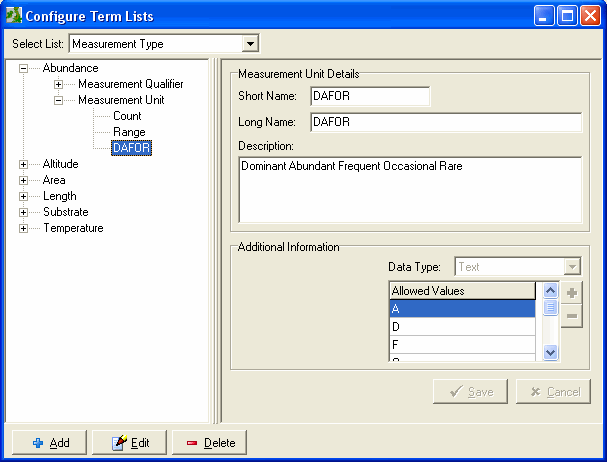 Configure Term Lists
Select List: Measurement Type
Abundance
Measurement Qualifier
Measurement Unit
Count
Range
DAFOR
Altitude
Area
Length
Substrate
Temperature
Measurement Unit Details
Short Name: DAFOR
Long Name: DAFOR
Description:
Dominant Abundant Frequent Occasional Rare
Additional Information
Data Type: Text
Allowed Values
A
D
F
Save Cancel
Add Edit Delete